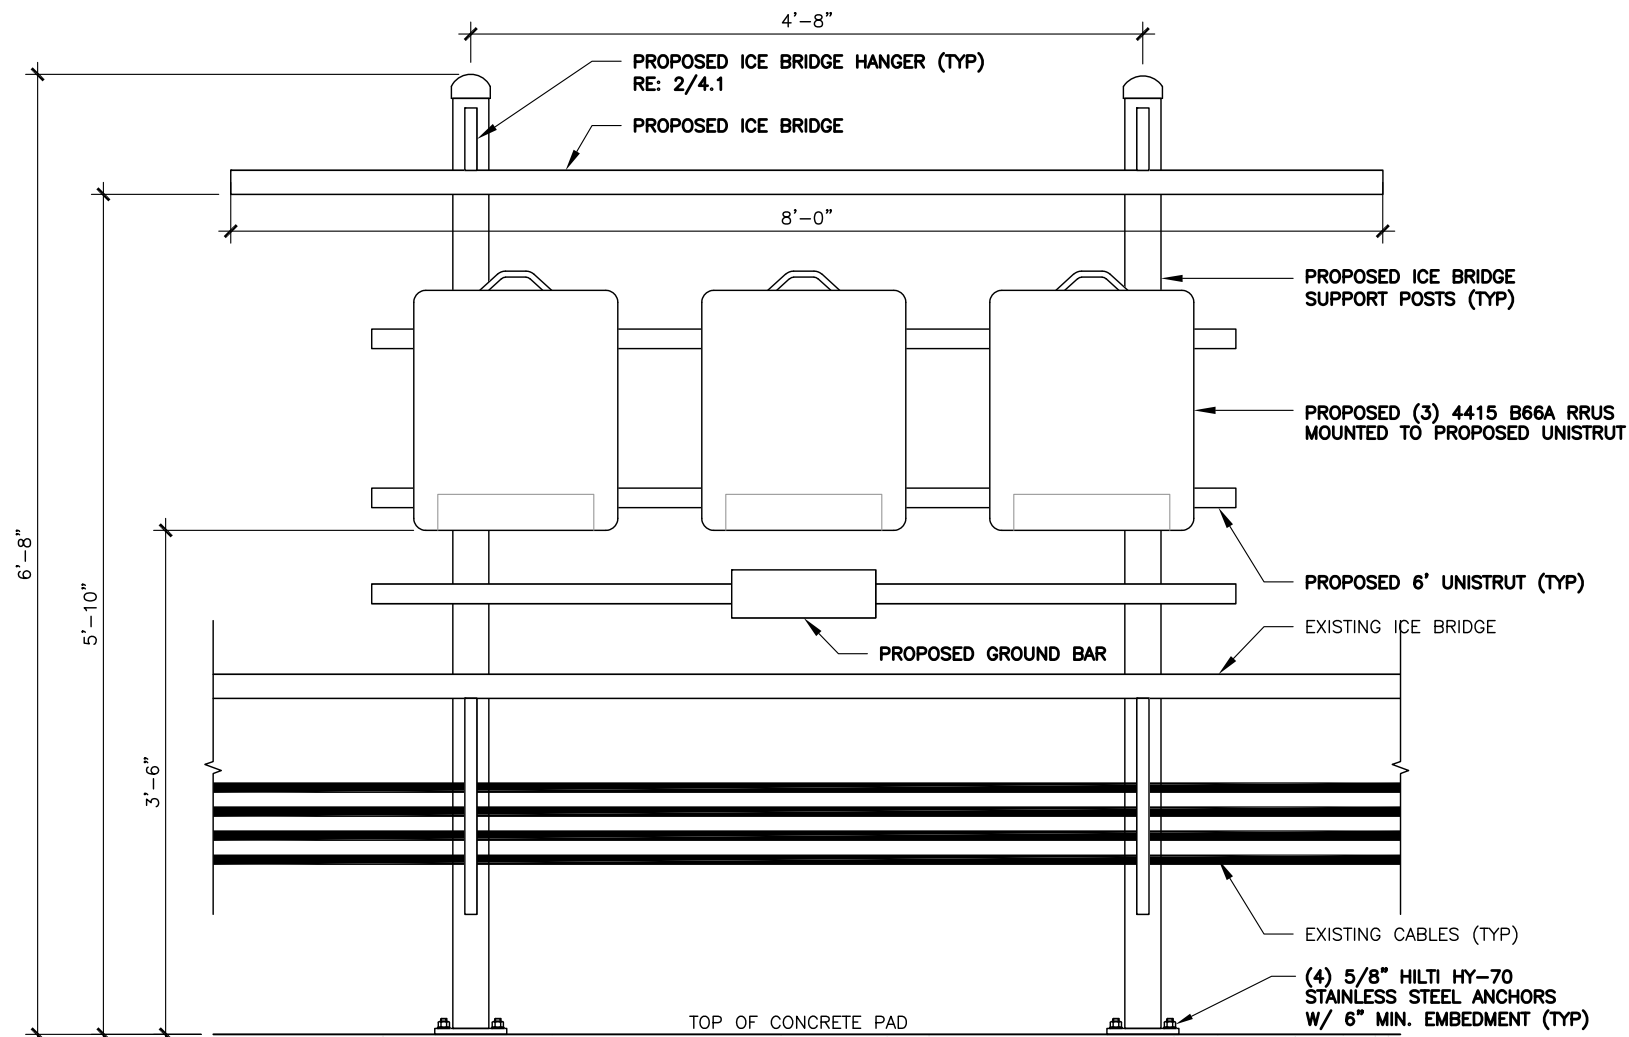 4'-8"
PROPOSED ICE BRIDGE HANGER (TYP)
RE: 2/4.1
PROPOSED ICE BRIDGE
8'-0"
PROPOSED ICE BRIDGE
SUPPORT POSTS (TYP)
PROPOSED (3) 4415 B66A RRUS
MOUNTED TO PROPOSED UNISTRUT
6'-8"
5'-10"
3'-6"
PROPOSED 6' UNISTRUT (TYP)
EXISTING ICE BRIDGE
PROPOSED GROUND BAR
EXISTING CABLES (TYP)
(4) 5/8" HILTI HY-70
STAINLESS STEEL ANCHORS
W/ 6" MIN. EMBEDMENT (TYP)
TOP OF CONCRETE PAD